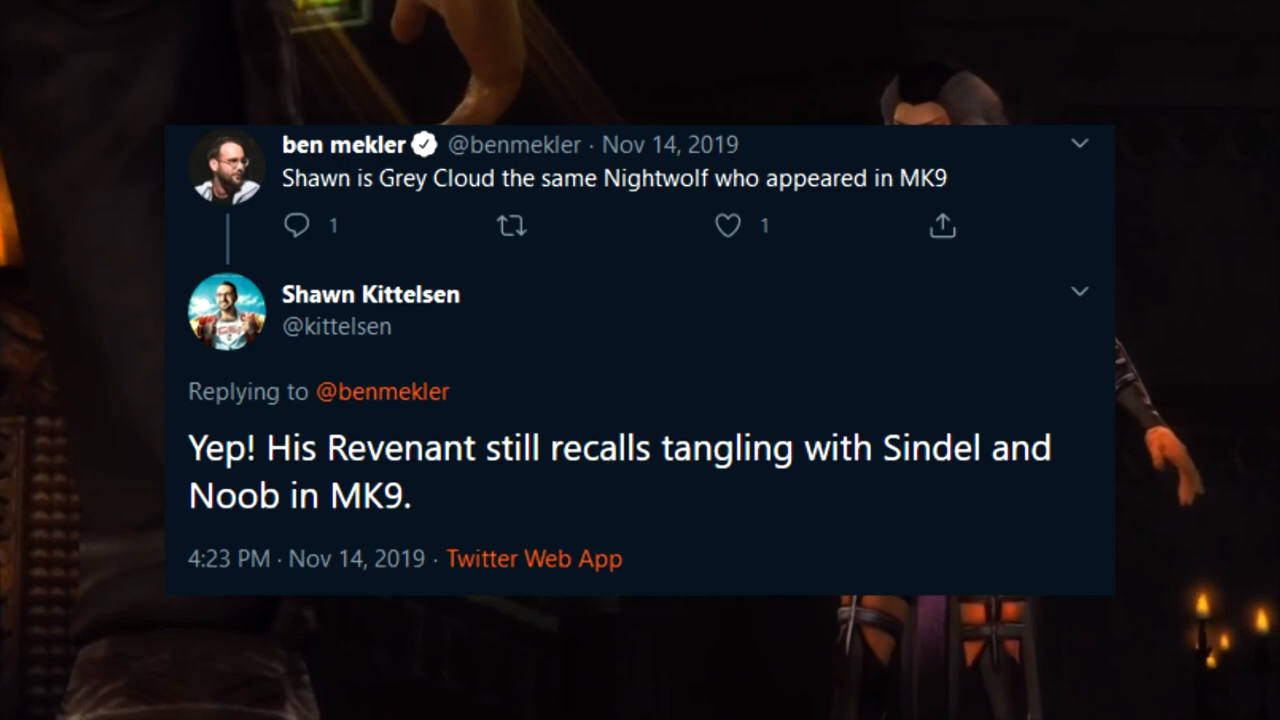 ben mekler @benmekler · Nov 14, 2019
Shawn is Grey Cloud the same Nightwolf who appeared in MK9
1 1
Shawn Kittelsen
@kittelsen
Replying to @benmekler
Yep! His Revenant still recalls tangling with Sindel and
Noob in MK9.
4:23 PM · Nov 14, 2019 · Twitter Web App